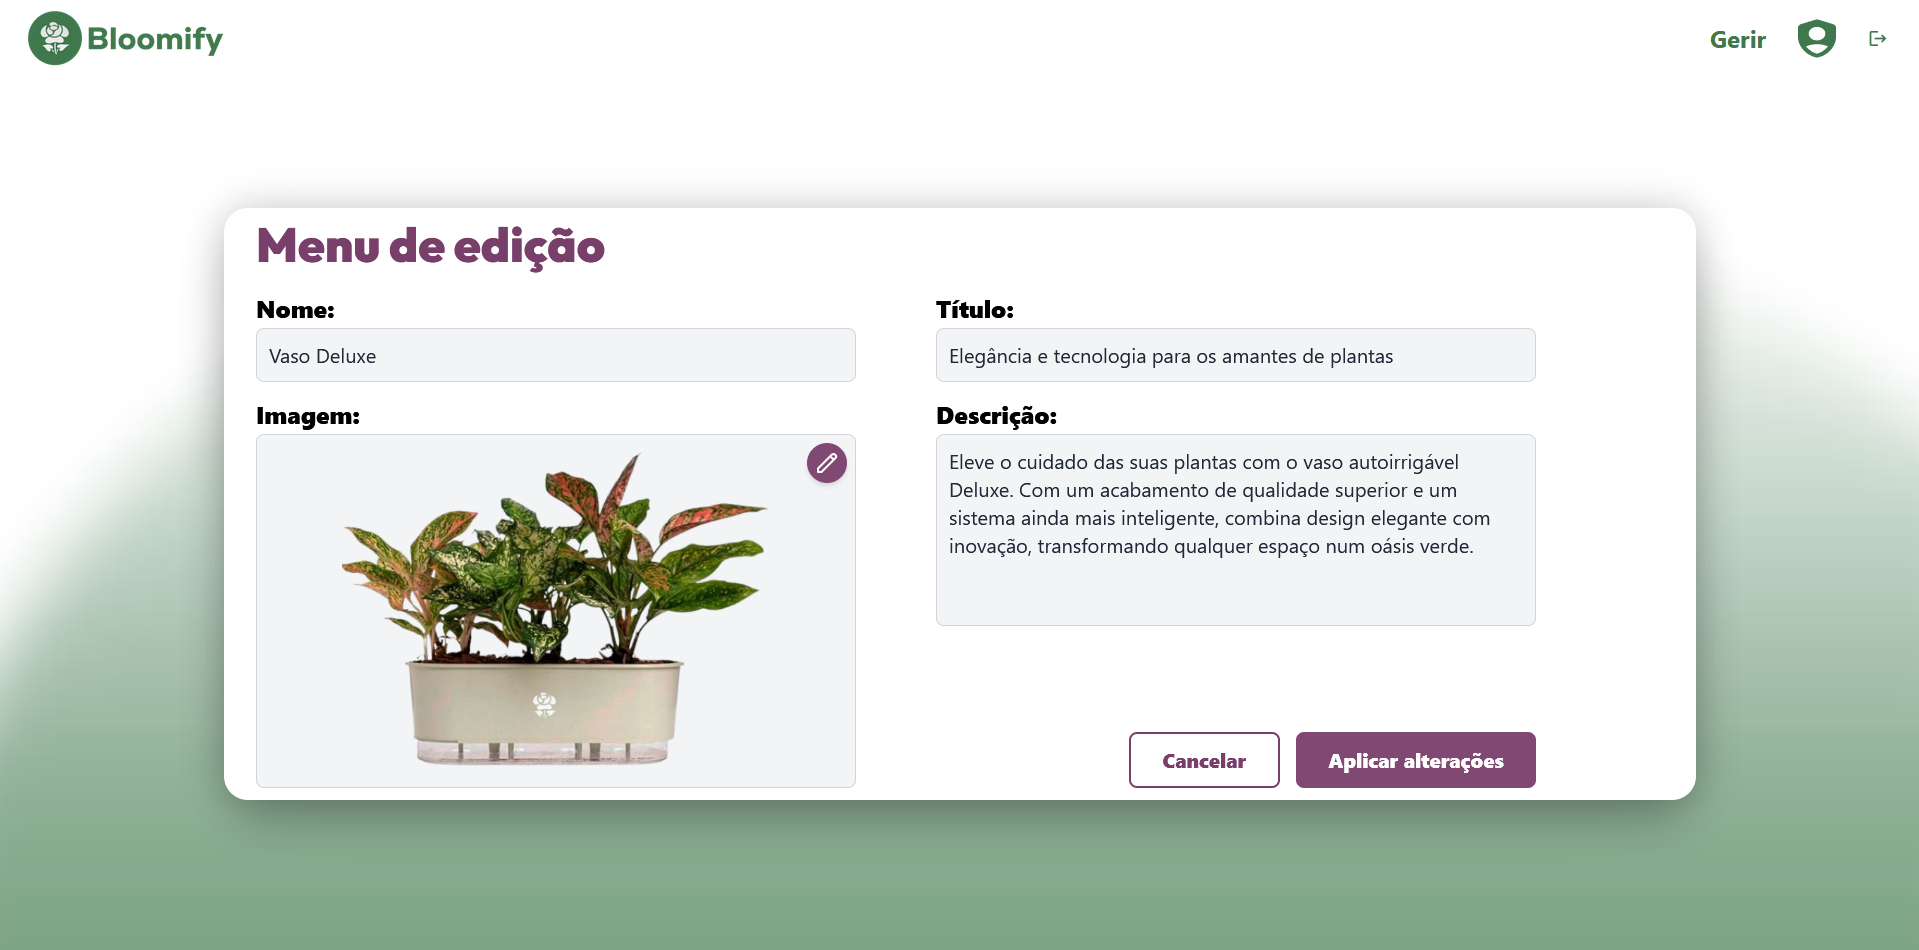 Bloomify
Gerir
Menu de edição
Nome:
Vaso Deluxe
Título:
Elegância e tecnologia para os amantes de plantas
Imagem:
Descrição:
Eleve o cuidado das suas plantas com o vaso autoirrigável
Deluxe. Com um acabamento de qualidade superior e um
sistema ainda mais inteligente, combina design elegante com
inovação, transformando qualquer espaço num oásis verde.
Cancelar
Aplicar alterações